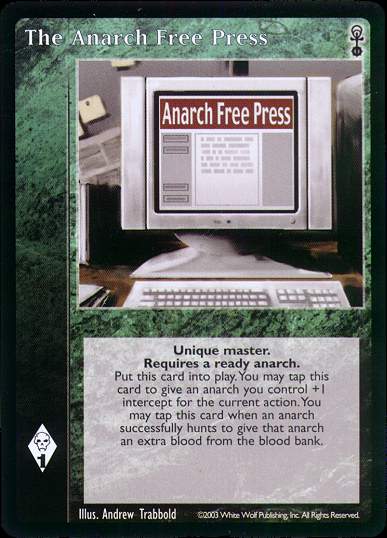 The Anarch Free Press
Anarch Free Press
Unique master.
Requires a ready anarch.
Put this card into play. You may tap this
card to give an anarch you control +1
intercept for the current action. You
may tap this card when an anarch
successfully hunts to give that anarch
an extra blood from the blood bank.
1
Illus. Andrew Trabbold ©2003 White Wolf Publishing, Inc. All Rights Reserved.